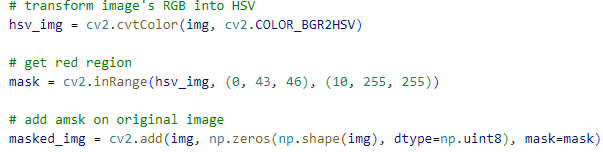 # transform image's RGB into HSV
hsv_img = cv2.cvtColor(img, cv2.COLOR_BGR2HSV)
# get red region
mask = cv2.inRange(hsv_img, (0, 43, 46), (10, 255, 255))
# add amsk on original image
masked_img = cv2.add(img, np.zeros(np.shape(img), dtype=np.uint8), mask=mask)